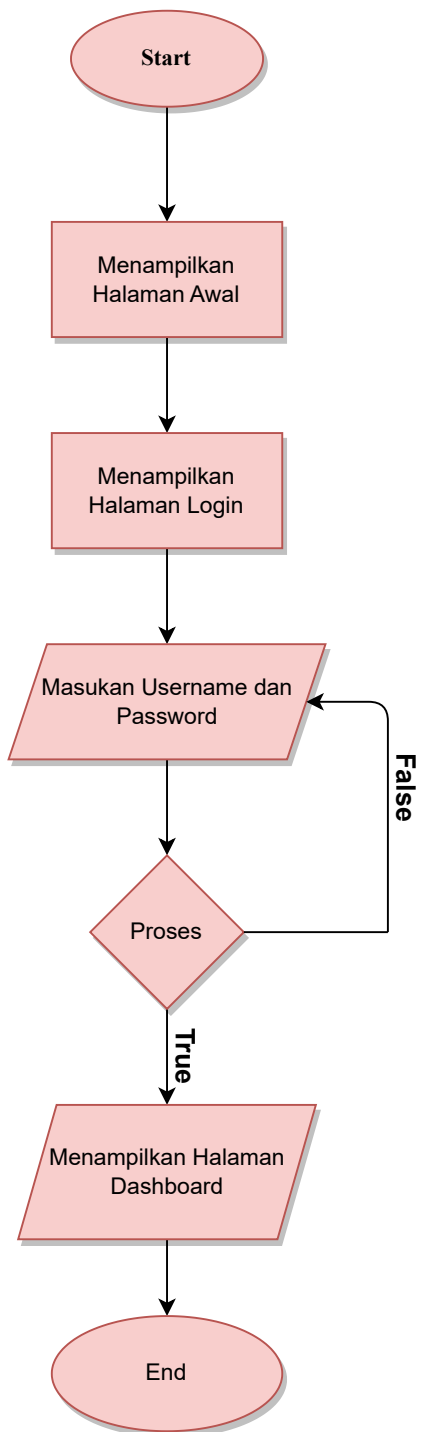 Start
Menampilkan
Halaman Awal
Menampilkan
Halaman Login
Masukan Username dan
Password
False
Proses
True
Menampilkan Halaman
Dashboard
End